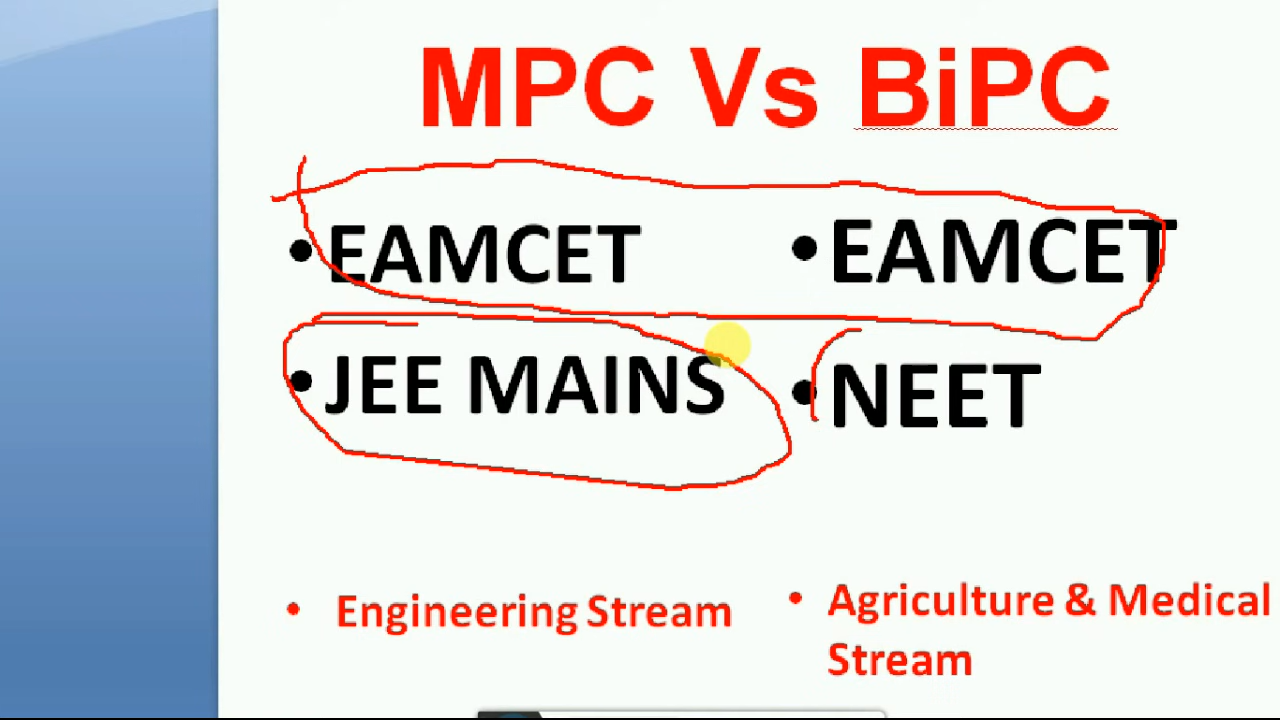 MPC Vs BiPC
• EAMCET
• JEE MAINS
• EAMCET
• NEET
• Engineering Stream
• Agriculture & Medical
Stream